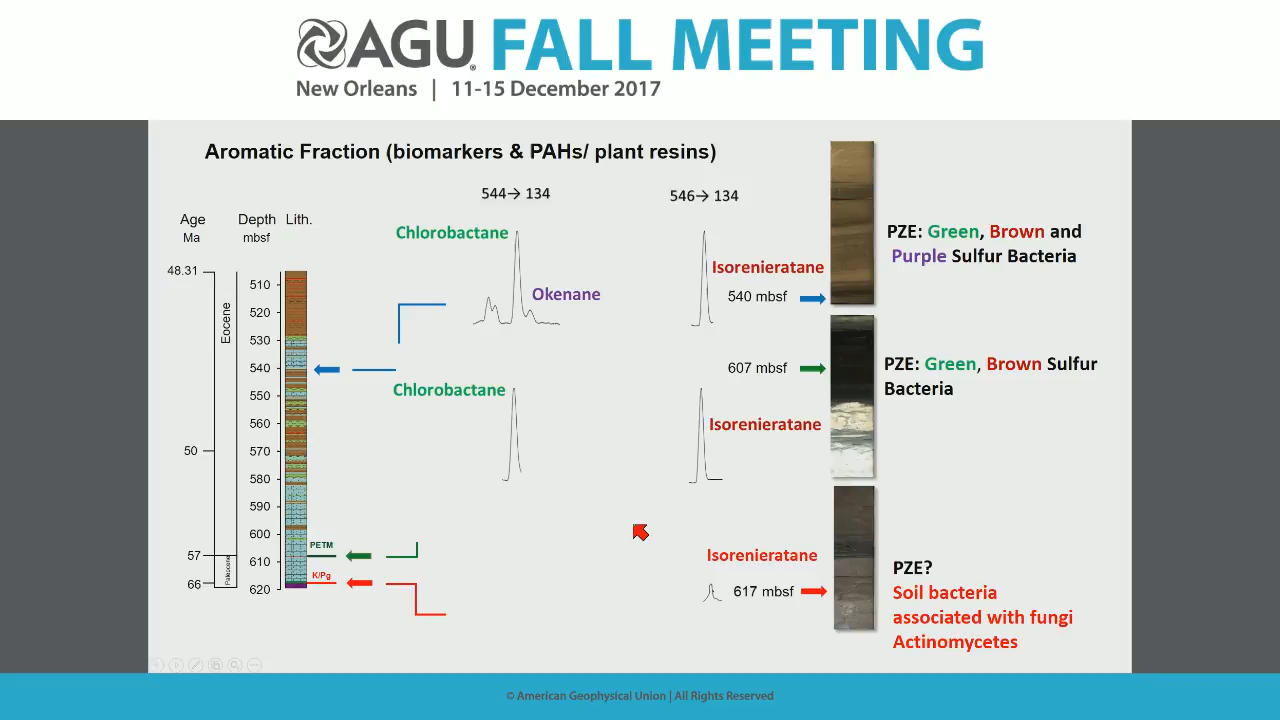 AGU FALL MEETING
New Orleans | 11-15 December 2017
Aromatic Fraction (biomarkers & PAHs/ plant resins)
544→ 134
546→ 134
Age
Ma
Depth
mbsf
Lith.
48.31
50
57
66
Eocene
Paleocene
510
520
530
540
550
560
570
580
590
600
610
620
PETM
K/Pg
Chlorobactane
Okenane
Isorenieratane
540 mbsf
PZE: Green, Brown and
Purple Sulfur Bacteria
607 mbsf
Chlorobactane
Isorenieratane
PZE: Green, Brown Sulfur
Bacteria
Isorenieratane
617 mbsf
PZE?
Soil bacteria
associated with fungi
Actinomycetes
© American Geophysical Union | All Rights Reserved